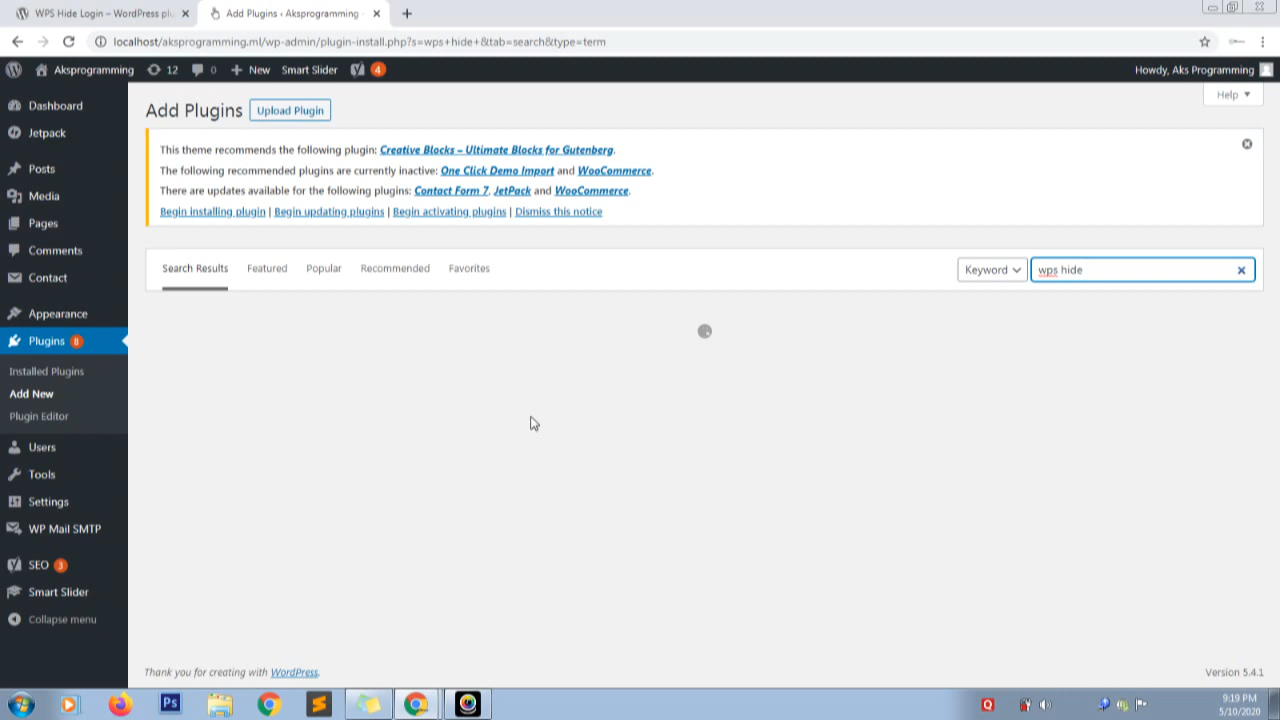 WPS Hide Login – WordPress plu
Add Plugins ‹ Aksprogramming
localhost/aksprogramming.ml/wp-admin/plugin-install.php?s=wps+hide+&tab=search&type=term
Aksprogramming 12 0 New Smart Slider 4 Howdy, Aks Programming
Help
Dashboard
Jetpack
Posts
Media
Pages
Comments
Contact
Appearance
Plugins 8
Installed Plugins
Add New
Plugin Editor
Users
Tools
Settings
WP Mail SMTP
SEO 3
Smart Slider
Collapse menu
Add Plugins Upload Plugin
This theme recommends the following plugin: Creative Blocks – Ultimate Blocks for Gutenberg.
The following recommended plugins are currently inactive: One Click Demo Import and WooCommerce.
There are updates available for the following plugins: Contact Form 7, JetPack and WooCommerce.
Begin installing plugin | Begin updating plugins | Begin activating plugins | Dismiss this notice
Search Results Featured Popular Recommended Favorites Keyword wps hide
Thank you for creating with WordPress. Version 5.4.1
Ps
9:19 PM
5/10/2020